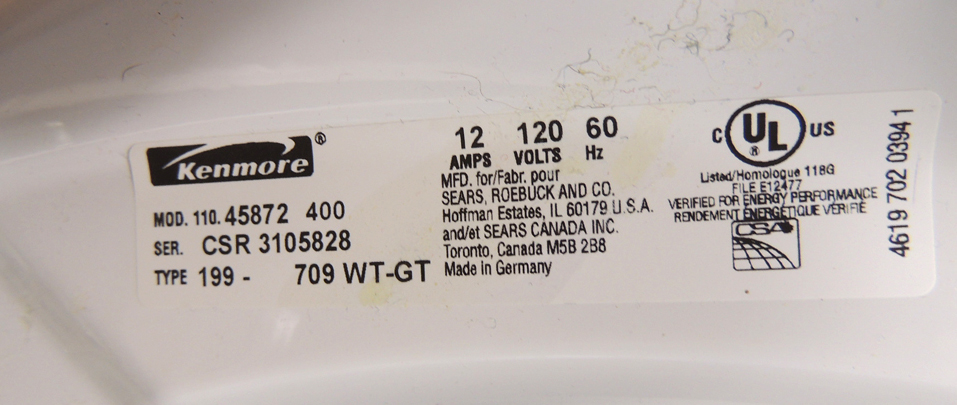 Kenmore®
MOD. 110. 45872 400
SER. CSR 3105828
TYPE 199 - 709 WT-GT
12 120 60
AMPS VOLTS Hz
MFD. for/Fabr. pour
SEARS, ROEBUCK AND CO.
Hoffman Estates, IL 60179 U.S.A.
and/et SEARS CANADA INC.
Toronto, Canada M5B 2B8
Made in Germany
C UL US
®
Listed/Homologue 118G
FILE E12477
VERIFIED FOR ENERGY PERFORMANCE
RENDEMENT ÉNERGÉTIQUE VÉRIFIÉ
CSA
4619 702 03941